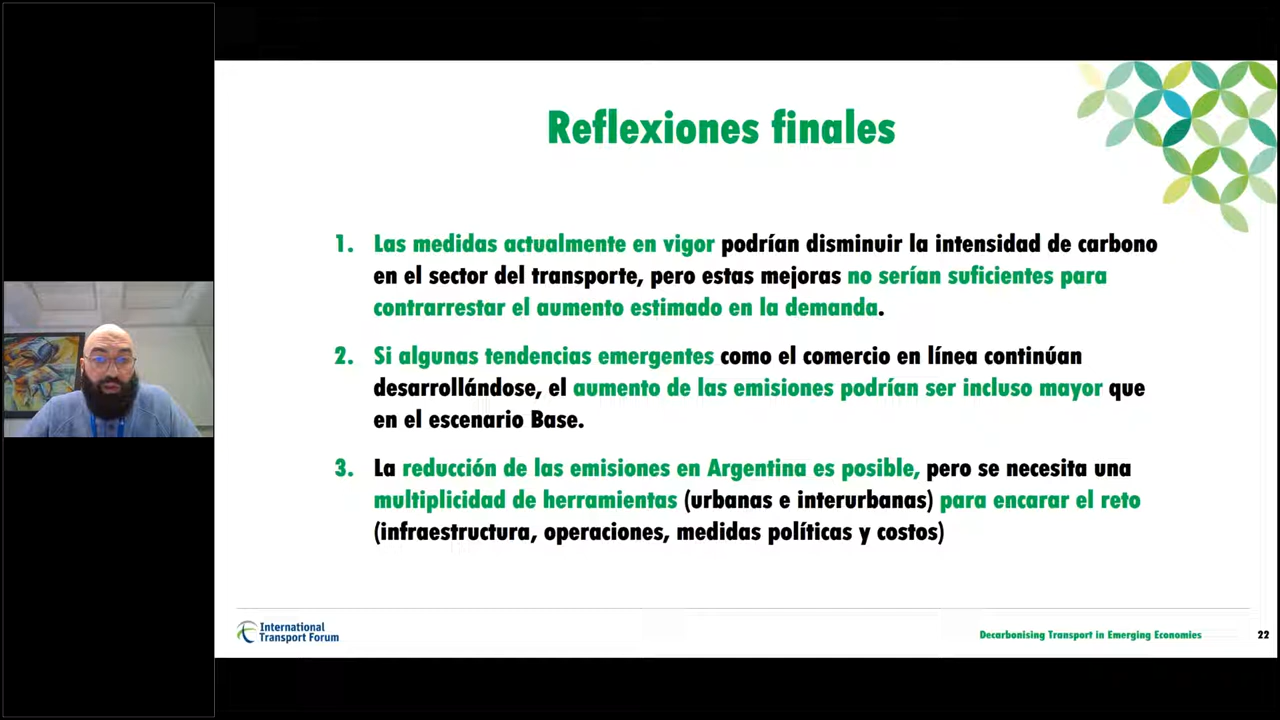 Reflexiones finales
1. Las medidas actualmente en vigor podrían disminuir la intensidad de carbono
en el sector del transporte, pero estas mejoras no serían suficientes para
contrarrestar el aumento estimado en la demanda.
2. Si algunas tendencias emergentes como el comercio en línea continúan
desarrollándose, el aumento de las emisiones podrían ser incluso mayor que
en el escenario Base.
3. La reducción de las emisiones en Argentina es posible, pero se necesita una
multiplicidad de herramientas (urbanas e interurbanas) para encarar el reto
(infraestructura, operaciones, medidas políticas y costos)
International
Transport Forum
Decarbonising Transport in Emerging Economies 22